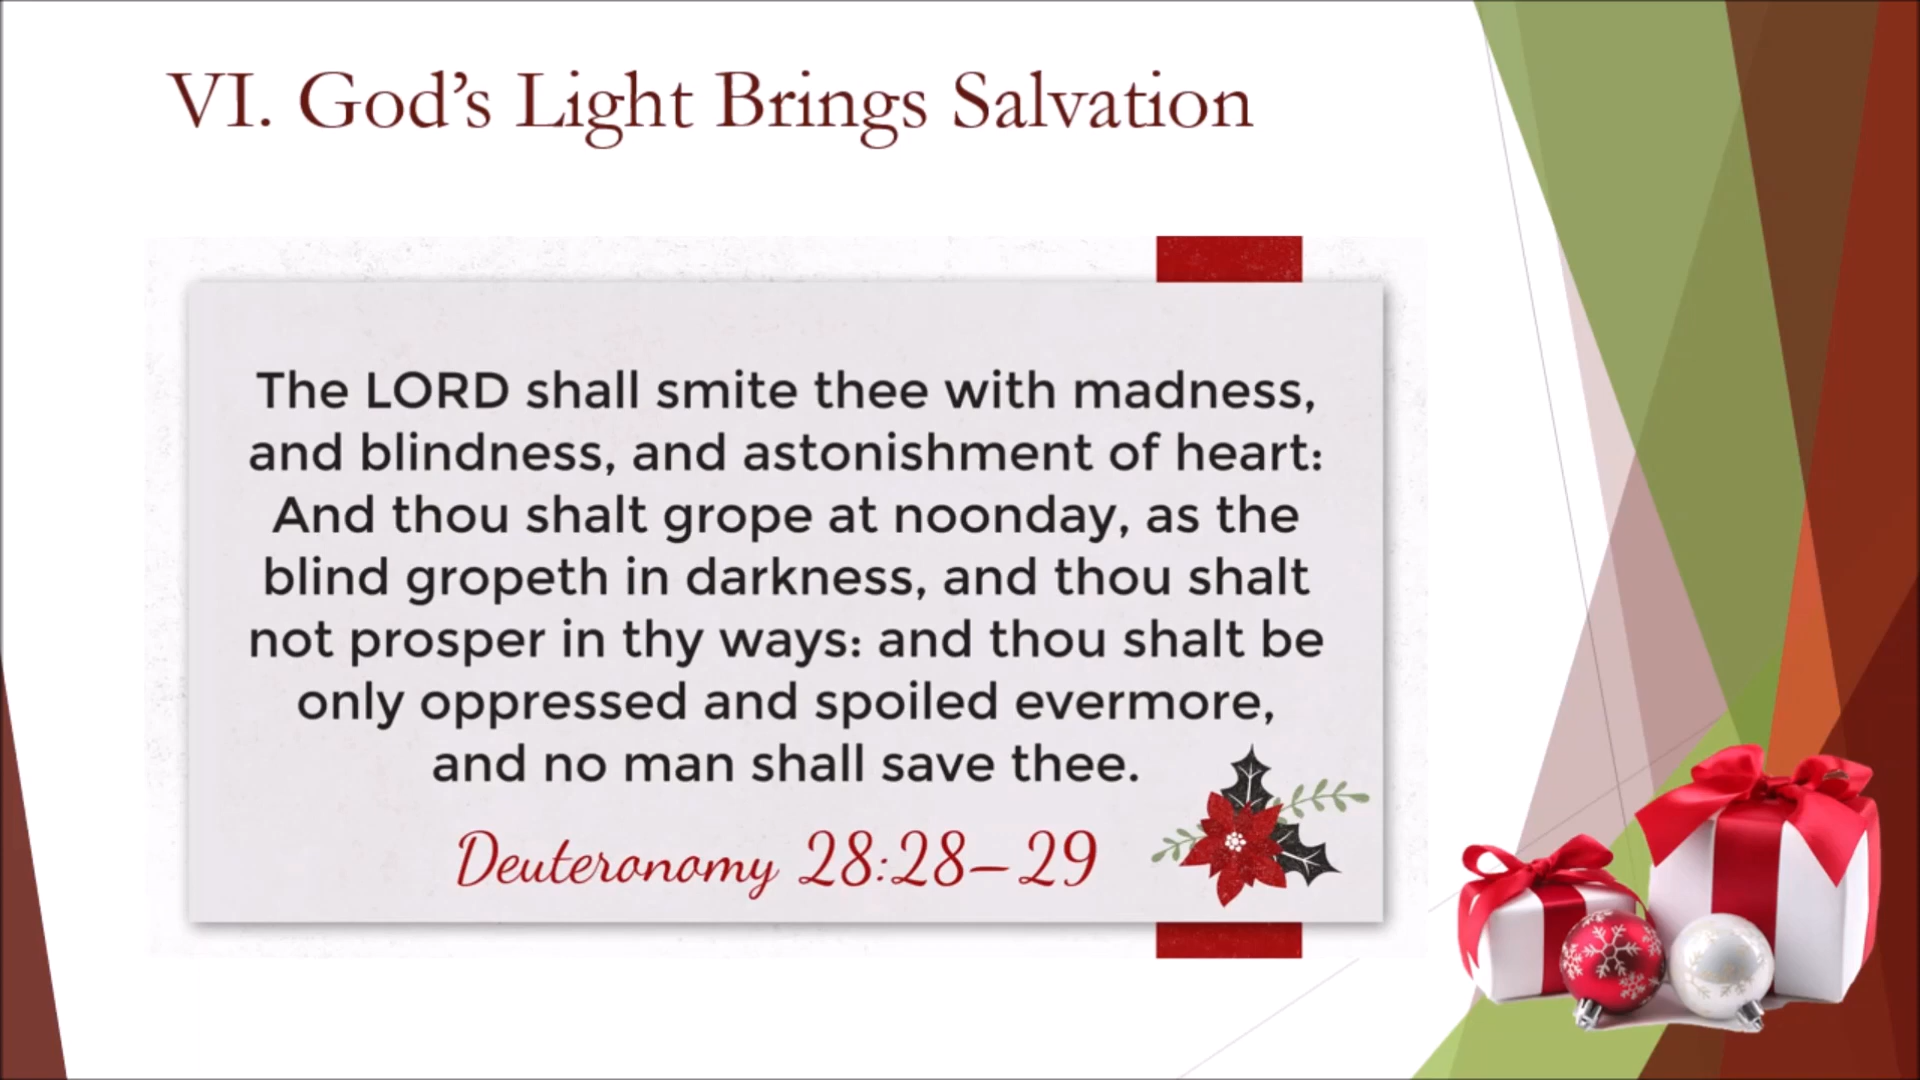 VI. God’s Light Brings Salvation
The LORD shall smite thee with madness,
and blindness, and astonishment of heart:
And thou shalt grope at noonday, as the
blind gropeth in darkness, and thou shalt
not prosper in thy ways: and thou shalt be
only oppressed and spoiled evermore,
and no man shall save thee.
Deuteronomy 28:28–29